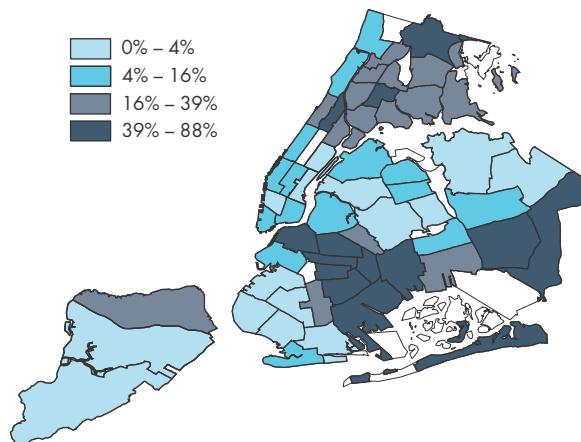 0% – 4%
4% – 16%
16% – 39%
39% – 88%